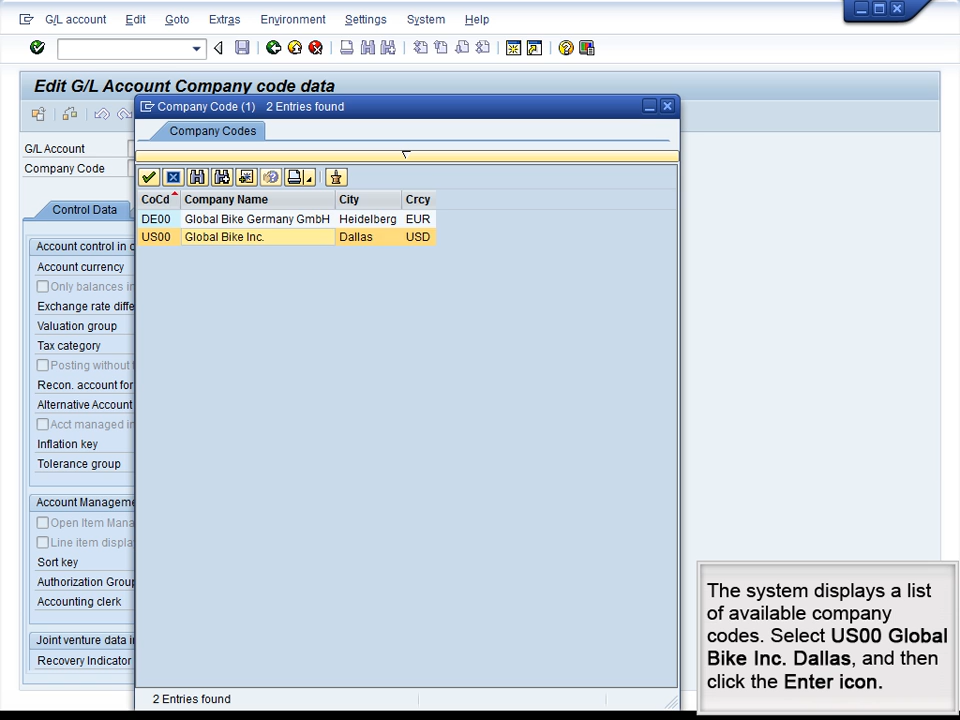 G/L account Edit Goto Extras Environment Settings System Help
Edit G/L Account Company code data
Company Code (1) 2 Entries found
Company Codes
G/L Account
Company Code
CoCd Company Name City Crcy
DE00 Global Bike Germany GmbH Heidelberg EUR
US00 Global Bike Inc. Dallas USD
Control Data
Account control in c
Account currency
Only balances in
Exchange rate diffe
Valuation group
Tax category
Posting without t
Recon. account for
Alternative Account
Acct managed in
Inflation key
Tolerance group
Account Manageme
Open Item Mana
Line item displa
Sort key
Authorization Group
Accounting clerk
Joint venture data in
Recovery Indicator
2 Entries found
The system displays a list
of available company
codes. Select US00 Global
Bike Inc. Dallas, and then
click the Enter icon.